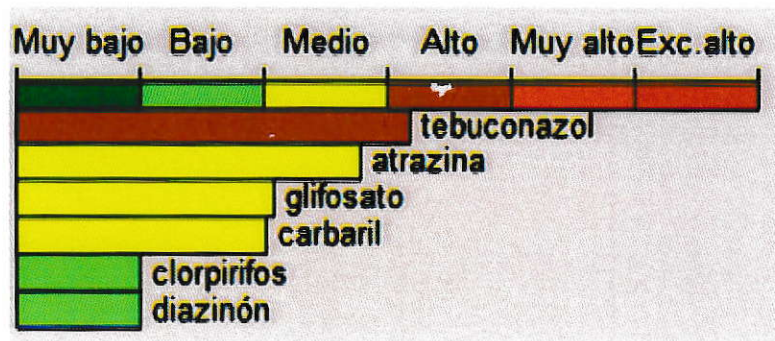 Muy bajo Bajo Medio Alto Muy alto Exc.alto
tebuconazol
atrazina
glifosato
carbaril
clorpirifos
diazinón